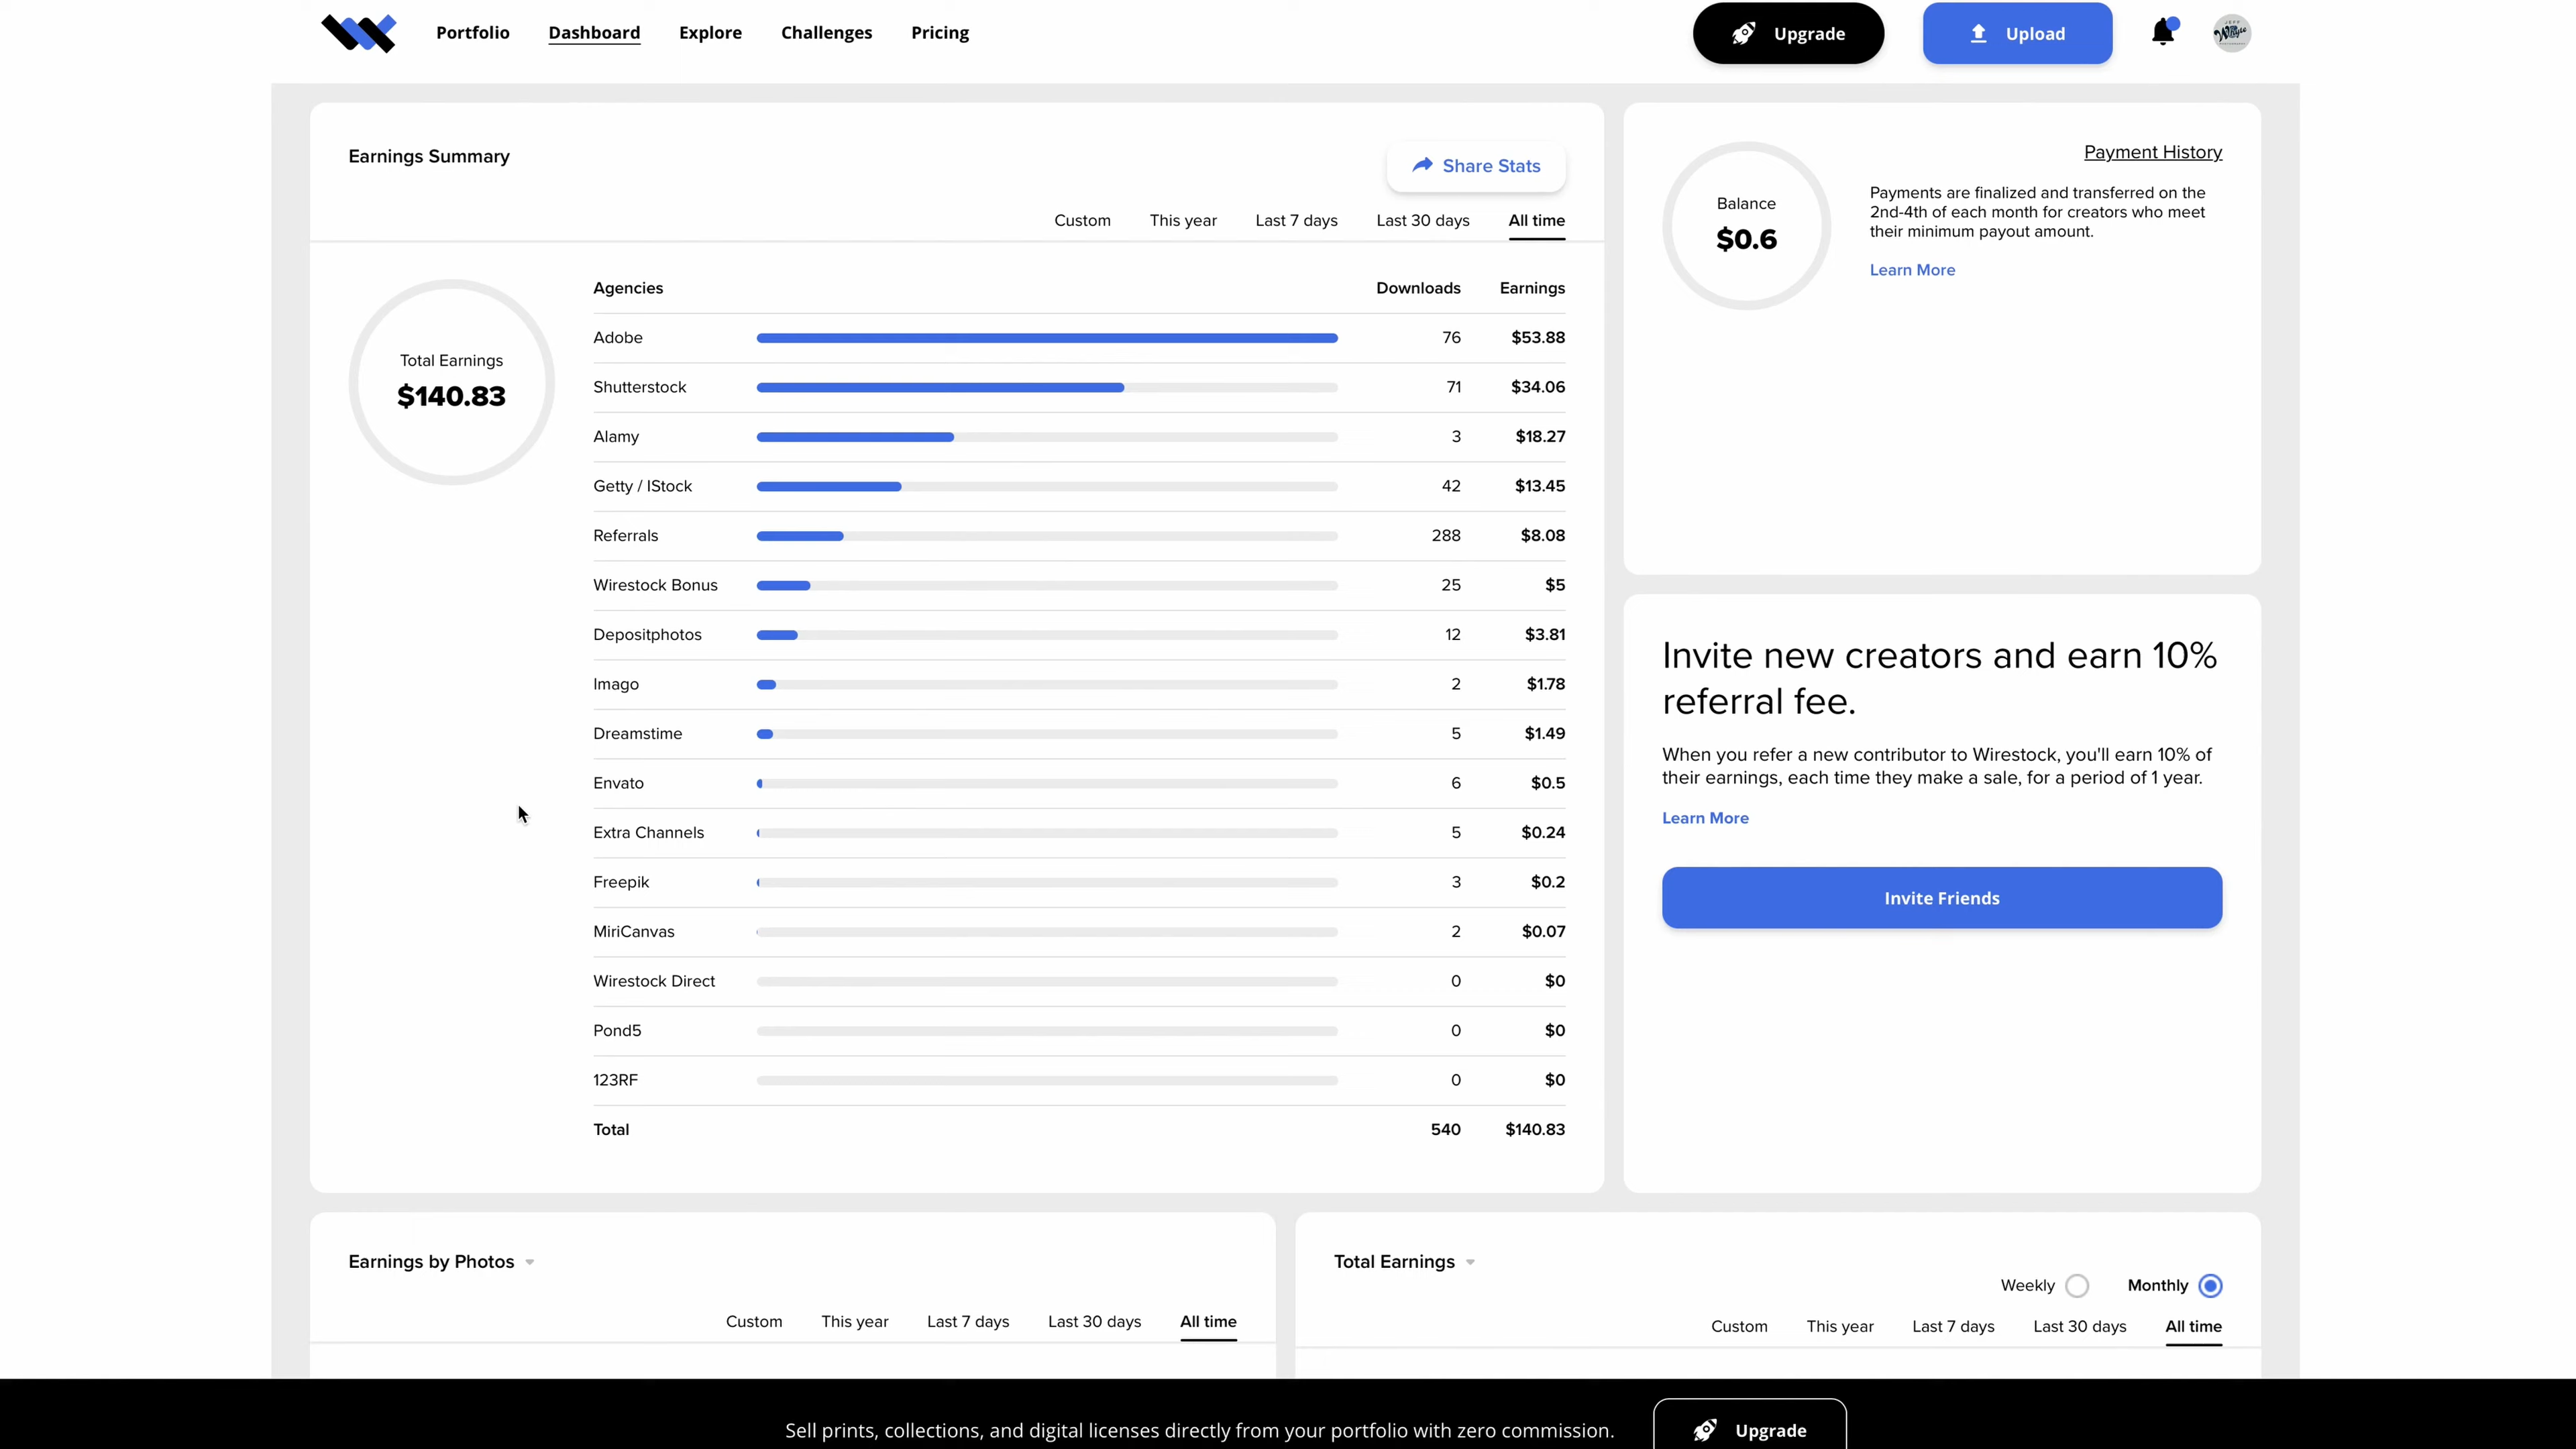 Portfolio Dashboard Explore Challenges Pricing Upgrade Upload
Earnings Summary
Share Stats
Custom This year Last 7 days Last 30 days All time
Total Earnings
$140.83
Agencies Downloads Earnings
Adobe 76 $53.88
Shutterstock 71 $34.06
Alamy 3 $18.27
Getty / IStock 42 $13.45
Referrals 288 $8.08
Wirestock Bonus 25 $5
Depositphotos 12 $3.81
Imago 2 $1.78
Dreamstime 5 $1.49
Envato 6 $0.5
Extra Channels 5 $0.24
Freepik 3 $0.2
MiriCanvas 2 $0.07
Wirestock Direct 0 $0
Pond5 0 $0
123RF 0 $0
Total 540 $140.83
Balance
$0.6
Payment History
Payments are finalized and transferred on the
2nd-4th of each month for creators who meet
their minimum payout amount.
Learn More
Invite new creators and earn 10%
referral fee.
When you refer a new contributor to Wirestock, you'll earn 10% of
their earnings, each time they make a sale, for a period of 1 year.
Learn More
Invite Friends
Earnings by Photos
Custom This year Last 7 days Last 30 days All time
Total Earnings
Weekly Monthly
Custom This year Last 7 days Last 30 days All time
Sell prints, collections, and digital licenses directly from your portfolio with zero commission. Upgrade